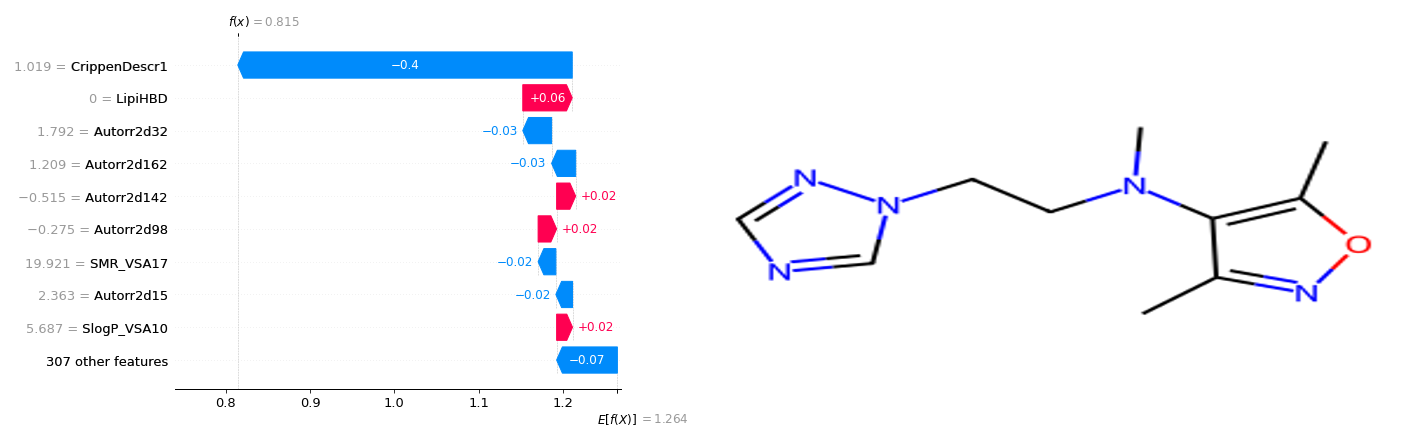 f(x) = 0.815
1.019 = CrippenDescr1
−0.4
0 = LipiHBD
+0.06
1.792 = Autorr2d32
−0.03
1.209 = Autorr2d162
−0.03
−0.515 = Autorr2d142
+0.02
−0.275 = Autorr2d98
+0.02
19.921 = SMR_VSA17
−0.02
2.363 = Autorr2d15
−0.02
5.687 = SlogP_VSA10
+0.02
307 other features
−0.07
0.8 0.9 1.0 1.1 1.2
E[f(X)] = 1.264
N
N
N
N
O
N